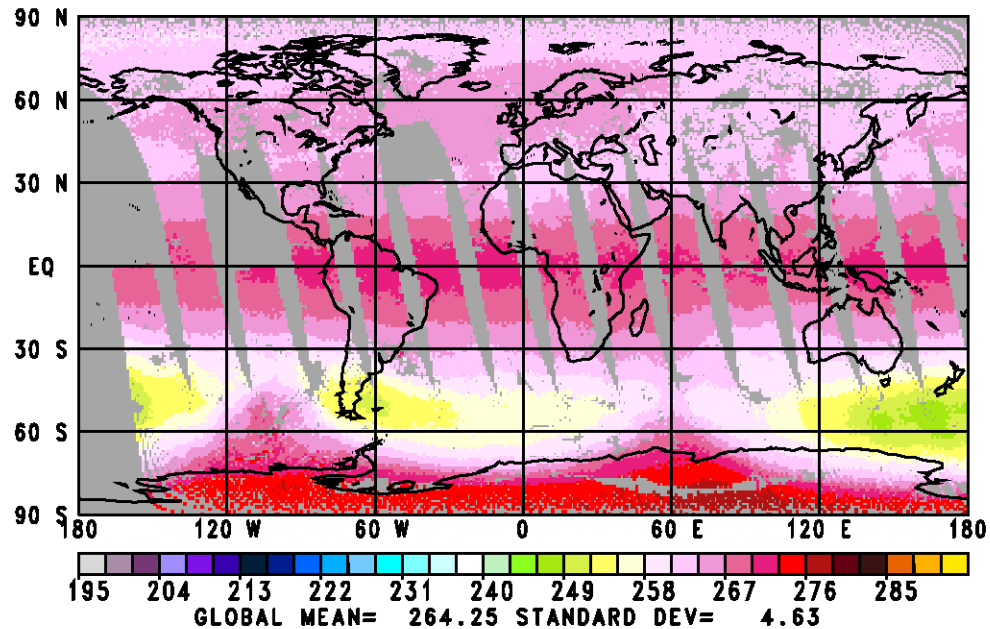 90 N
60 N
30 N
EQ
30 S
60 S
90 S
180 120 W 60 W 0 60 E 120 E 180
195 204 213 222 231 240 249 258 267 276 285
GLOBAL MEAN= 264.25 STANDARD DEV= 4.63